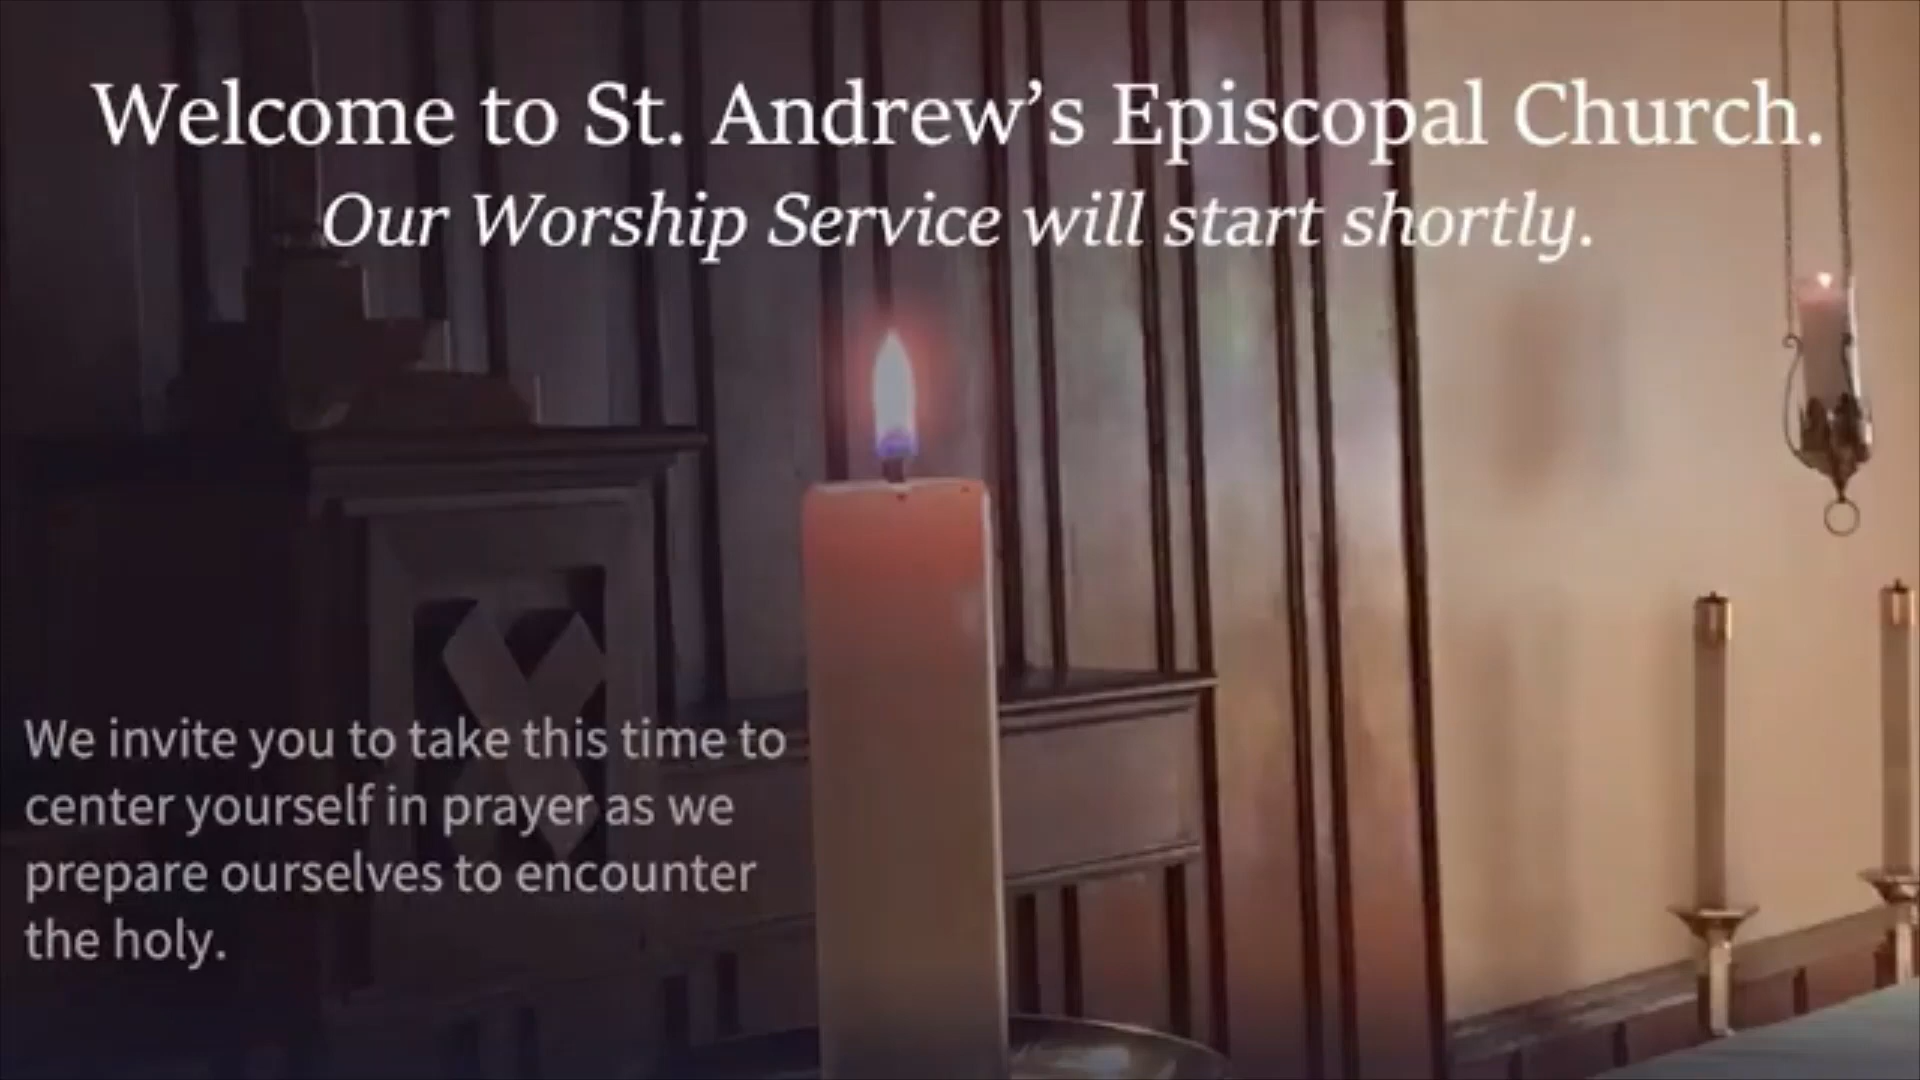 Welcome to St. Andrew’s Episcopal Church.
Our Worship Service will start shortly.
We invite you to take this time to
center yourself in prayer as we
prepare ourselves to encounter
the holy.